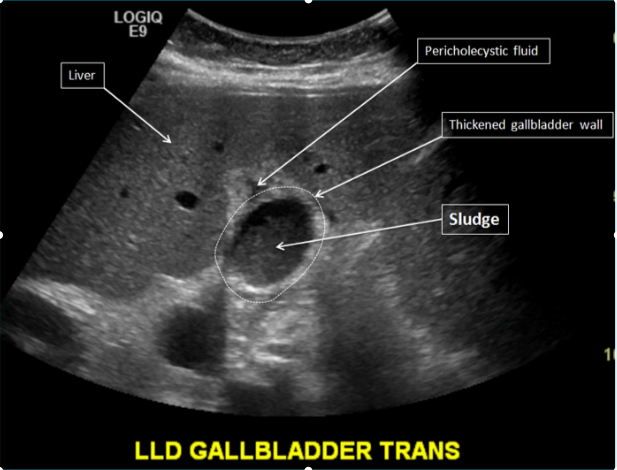 LOGIQ
E9
Pericholecystic fluid
Liver
Thickened gallbladder wall
Sludge
LLD GALLBLADDER TRANS